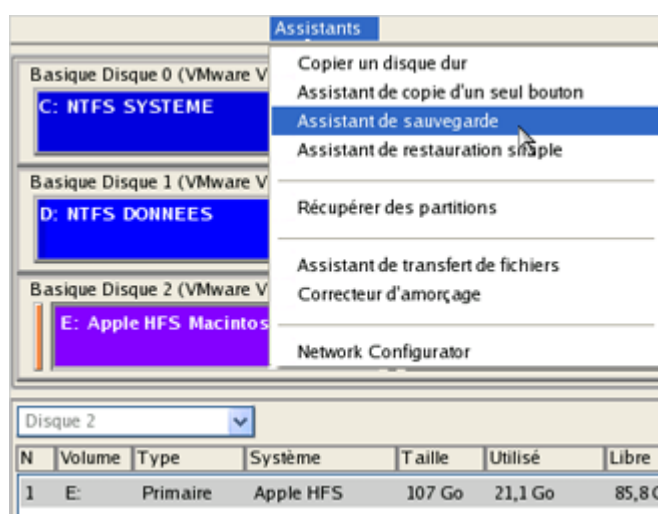 Assistants
Copier un disque dur
Assistant de copie d'un seul bouton
Assistant de sauvegarde
Assistant de restauration simple
Récupérer des partitions
Assistant de transfert de fichiers
Correcteur d'amorçage
Network Configurator
Basique Disque 0 (VMware V
C: NTFS SYSTEME
Basique Disque 1 (VMware V
D: NTFS DONNEES
Basique Disque 2 (VMware V
E: Apple HFS Macintos
Disque 2
N Volume Type Système Taille Utilisé Libre
1 E: Primaire Apple HFS 107 Go 21,1 Go 85,8 G